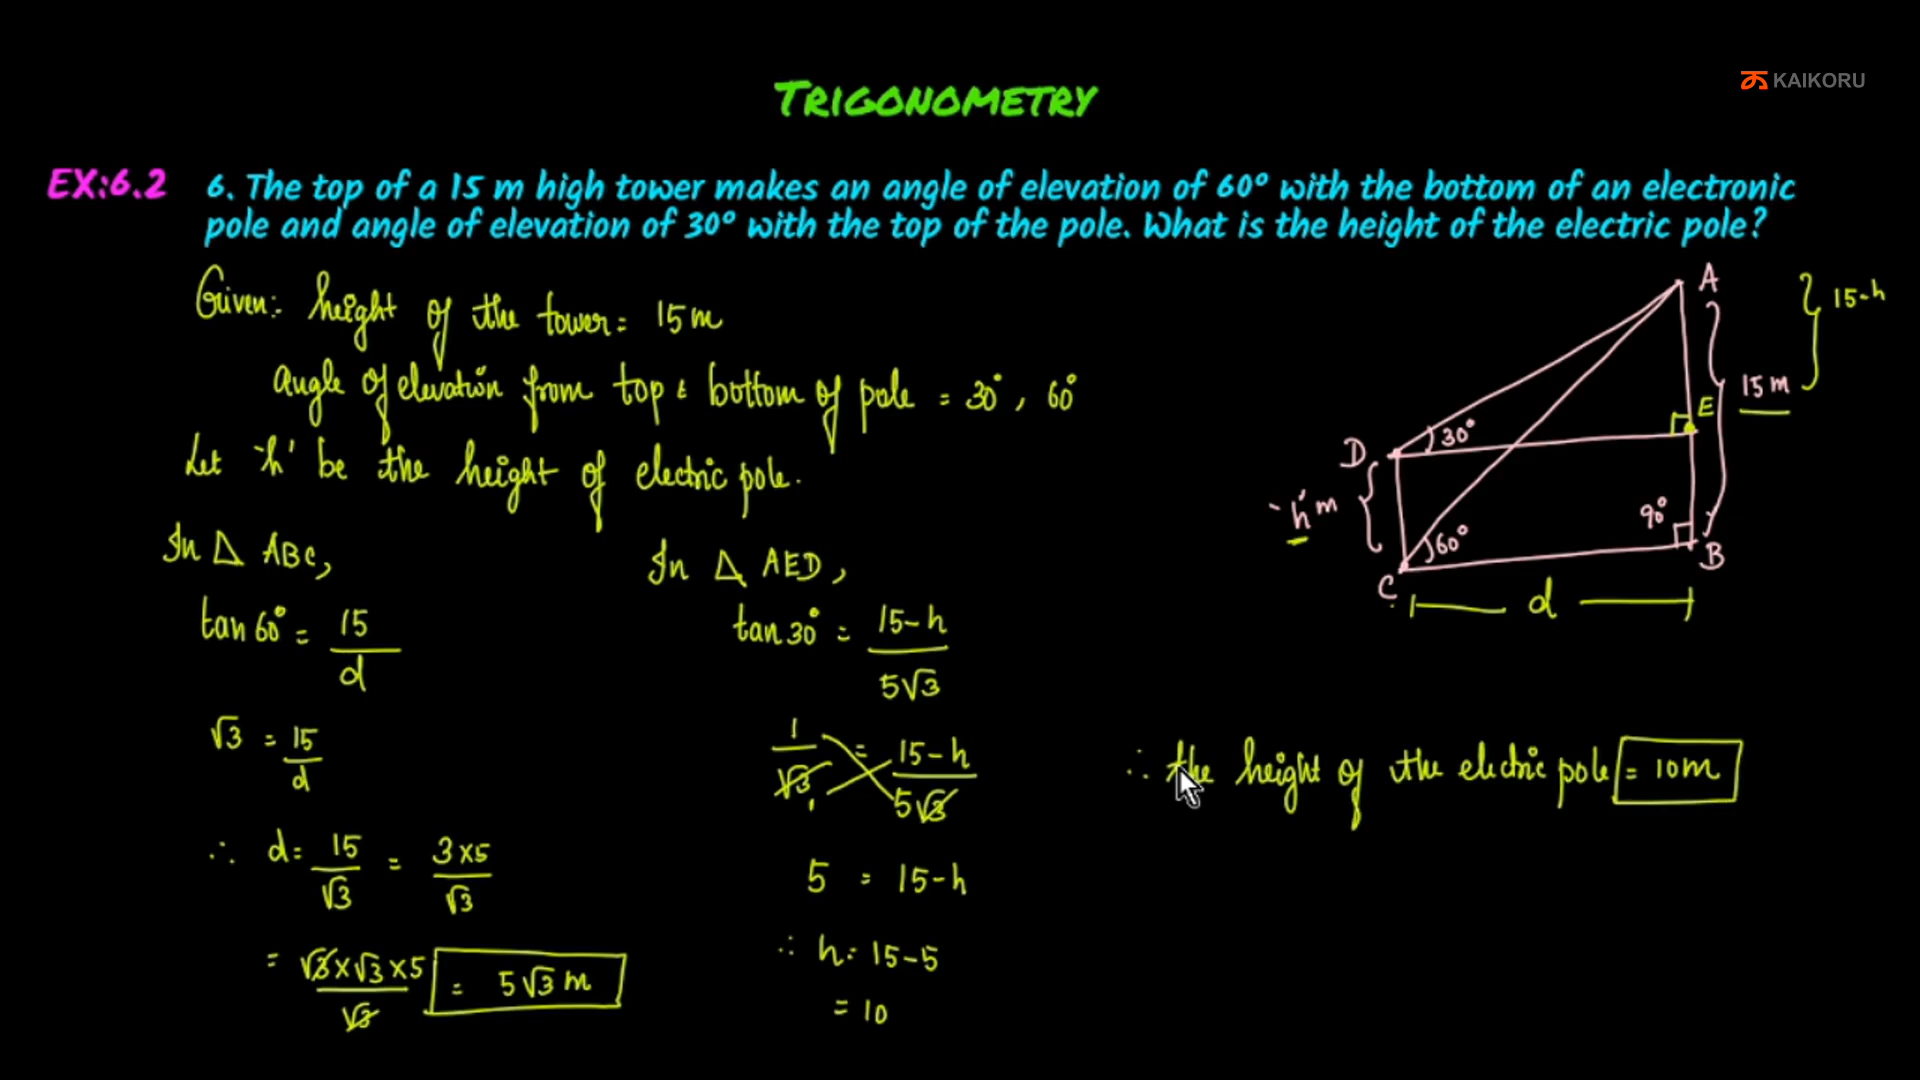 TRIGONOMETRY
KAIKORU
EX:6.2
6. The top of a 15 m high tower makes an angle of elevation of 60° with the bottom of an electronic
pole and angle of elevation of 30° with the top of the pole. What is the height of the electric pole?
Given:- height of the tower = 15m
Angle of elevation from top & bottom of pole = 30°, 60°
Let 'h' be the height of electric pole.
In △ ABC,
tan 60° = 15/d
√3 = 15/d
∴ d = 15/√3 = 3×5/√3
= √3×√3×5/√3 = 5√3 m
In △ AED,
tan 30° = 15-h/5√3
1/√3 = 15-h/5√3
5 = 15-h
∴ h = 15-5
= 10
A
15-h
15 m
E
D
30°
'h' m
90°
60°
C
B
d
∴ the height of the electric pole = 10m